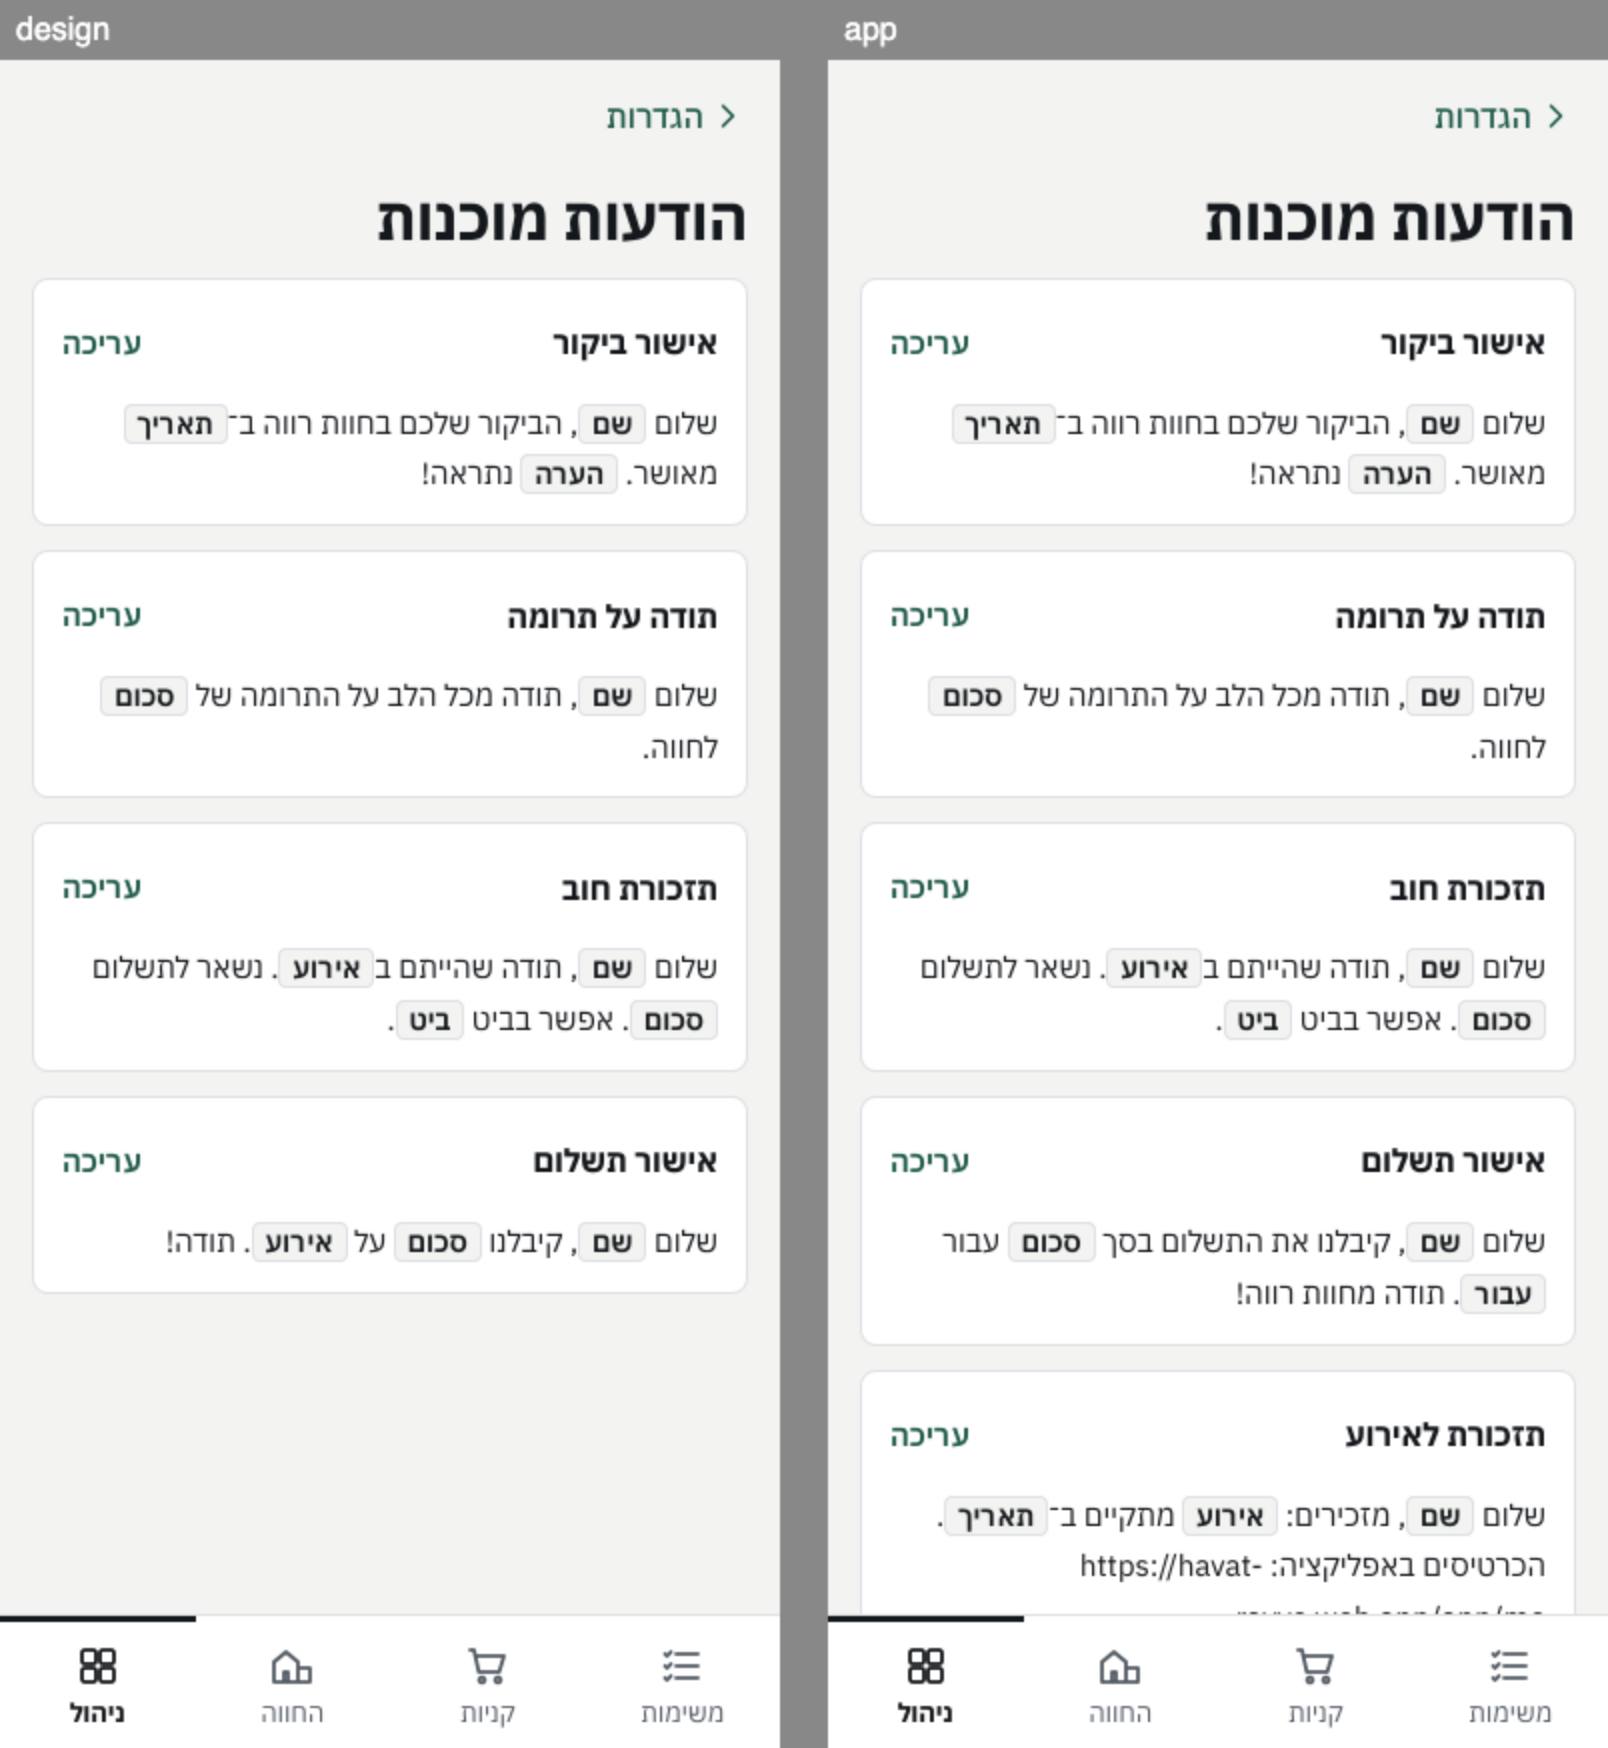 design
הגדרות
הודעות מוכנות
אישור ביקור
עריכה
שלום שם, הביקור שלכם בחוות רווה ב־תאריך
מאושר. הערה נתראה!
תודה על תרומה
עריכה
שלום שם, תודה מכל הלב על התרומה של סכום
לחווה.
תזכורת חוב
עריכה
שלום שם, תודה שהייתם באירוע. נשאר לתשלום
סכום. אפשר בביט ביט.
אישור תשלום
עריכה
שלום שם, קיבלנו סכום על אירוע. תודה!
משימות
קניות
החווה
ניהול
app
הגדרות
הודעות מוכנות
אישור ביקור
עריכה
שלום שם, הביקור שלכם בחוות רווה ב־תאריך
מאושר. הערה נתראה!
תודה על תרומה
עריכה
שלום שם, תודה מכל הלב על התרומה של סכום
לחווה.
תזכורת חוב
עריכה
שלום שם, תודה שהייתם באירוע. נשאר לתשלום
סכום. אפשר בביט ביט.
אישור תשלום
עריכה
שלום שם, קיבלנו את התשלום בסך סכום עבור
עבור. תודה מחוות רווה!
תזכורת לאירוע
עריכה
שלום שם, מזכירים: אירוע מתקיים ב־תאריך.
הכרטיסים באפליקציה: https://havat-
משימות
קניות
החווה
ניהול